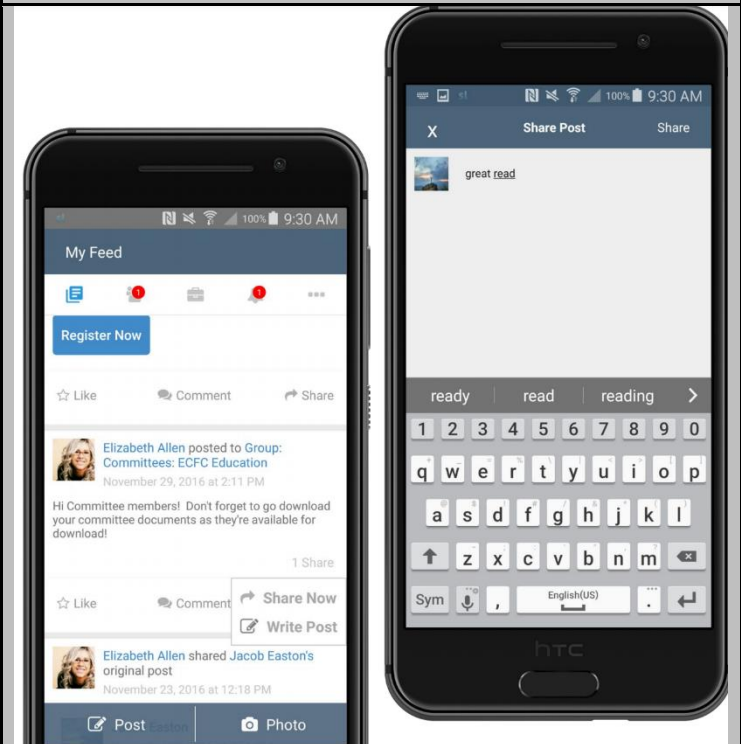 100% 9:30 AM
My Feed
1
1
Register Now
Like
Comment
Share
Elizabeth Allen posted to Group:
Committees: ECFC Education
November 29, 2016 at 2:11 PM
Hi Committee members! Don't forget to go download
your committee documents as they're available for
download!
1 Share
Like
Comment
Share Now
Write Post
Elizabeth Allen shared Jacob Easton's
original post
November 23, 2016 at 12:18 PM
Post
Easton
Photo
100% 9:30 AM
X
Share Post
Share
great read
ready
read
reading
1 2 3 4 5 6 7 8 9 0
q w e r t y u i o p
a s d f g h j k l
z x c v b n m
Sym , English(US) .
hTC